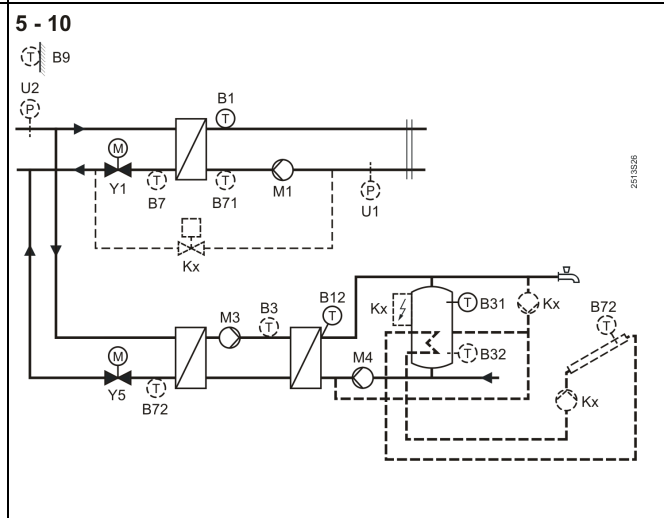 5 - 10
T B9
U2
P
B1
T
M
Y1
T
B7
T
B71
M1
P
U1
2513S26
Kx
M3
B3
T
B12
T
Kx
T B31
Kx
B72
T
T B32
M
Y5
T
B72
M4
Kx